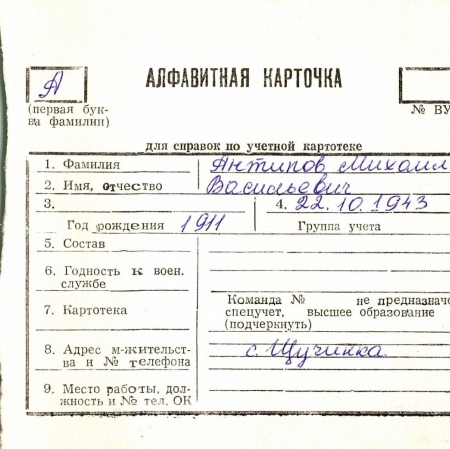 А
АЛФАВИТНАЯ КАРТОЧКА
(первая бук-
ва фамилии)
№ ВУ
для справок по учетной картотеке
1. Фамилия Антипов Михаил
2. Имя, отчество Васильевич
3. 4. 22.10.1943
Год рождения 1911 Группа учета
5. Состав
6. Годность к воен.
службе
7. Картотека
Команда № не предназначе
спецучет, высшее образование
(подчеркнуть)
8. Адрес м-жительст-
ва и № телефона
с. Щучинка
9. Место работы, дол-
жность и № тел. ОК